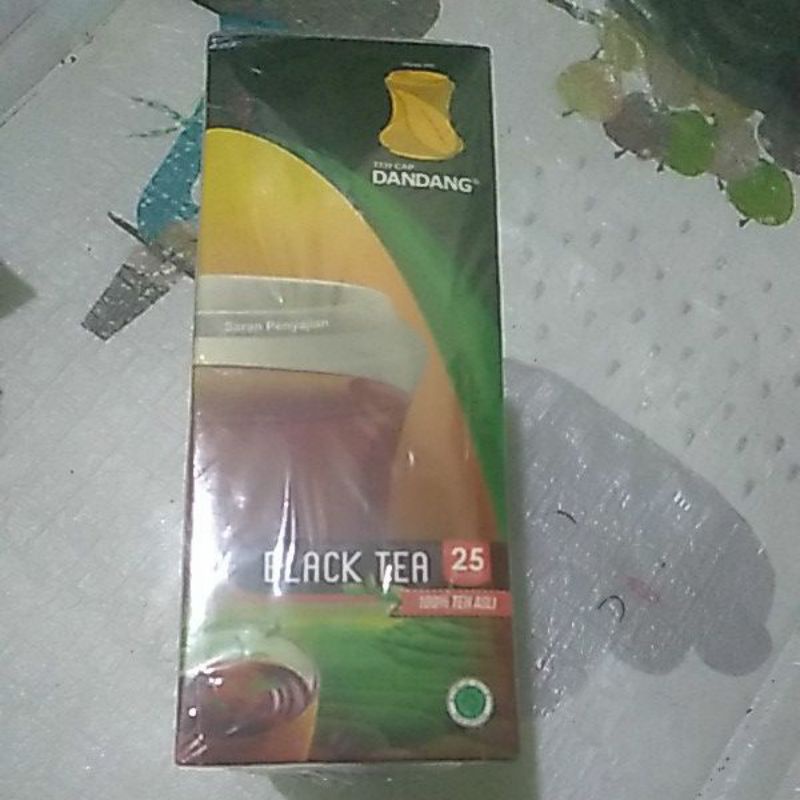 TEH CAP
DANDANG®
Saran Penyajian
BLACK TEA 25
100% TEH ASLI